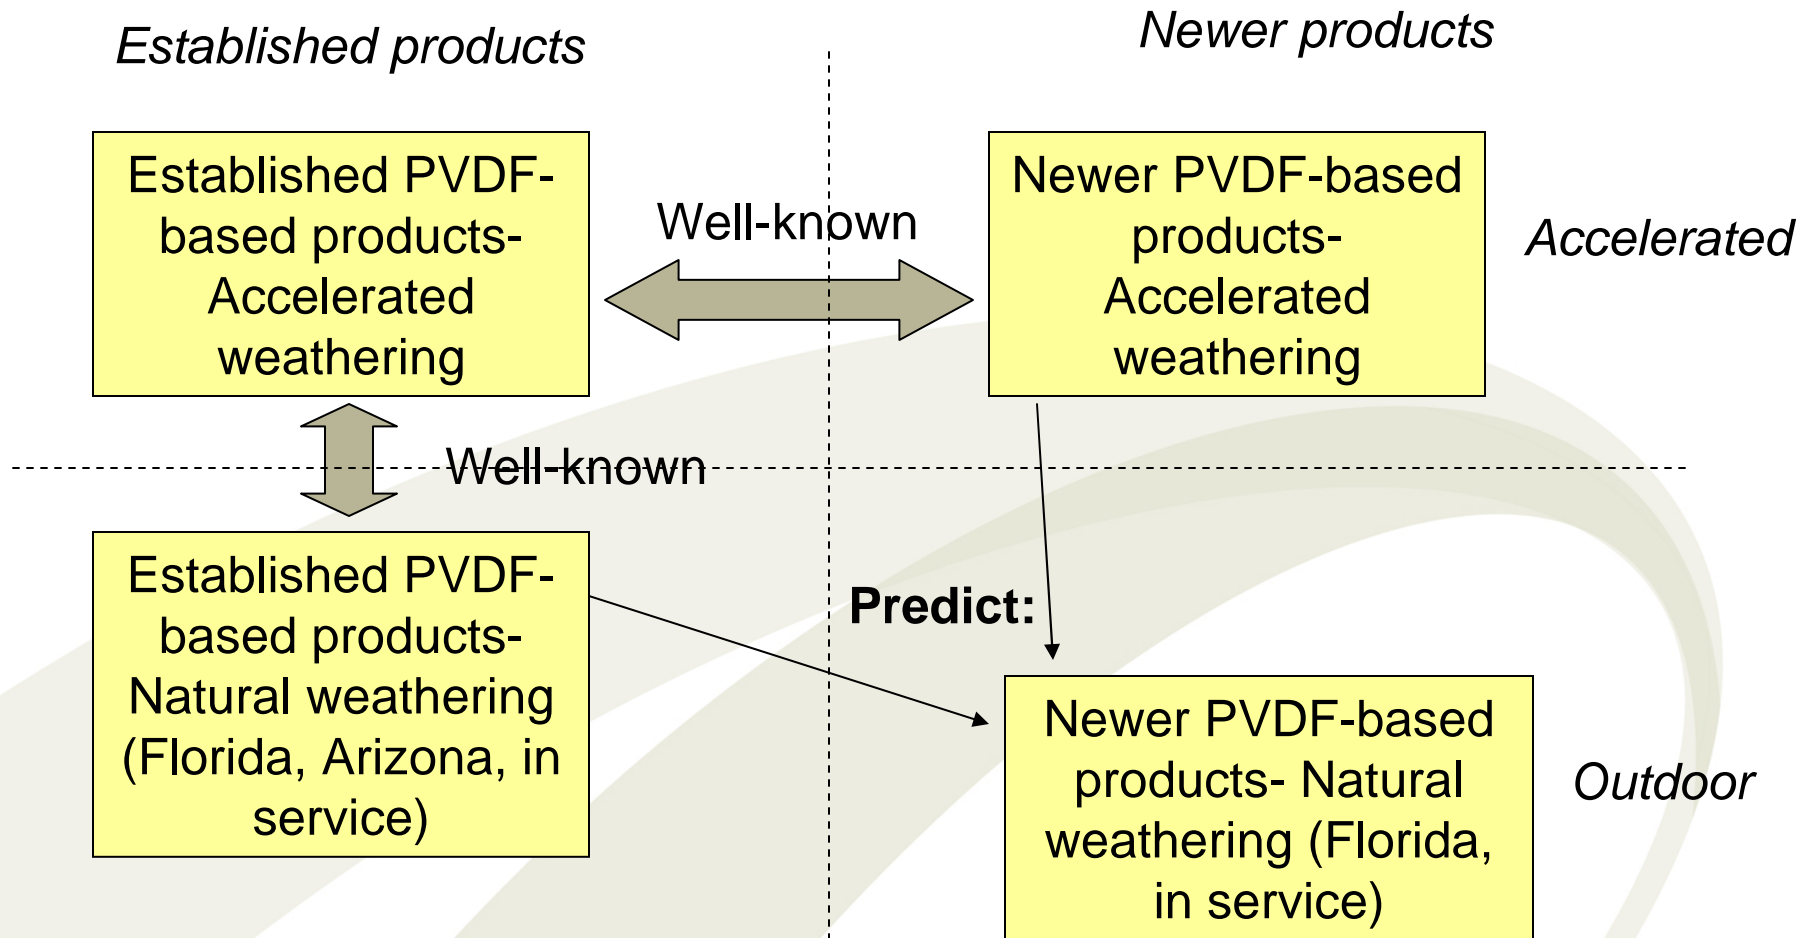 Established products
Newer products
Established PVDF-
based products-
Accelerated
weathering
Well-known
Newer PVDF-based
products-
Accelerated
weathering
Accelerated
Well-known
Established PVDF-
based products-
Natural weathering
(Florida, Arizona, in
service)
Predict:
Newer PVDF-based
products- Natural
weathering (Florida,
in service)
Outdoor